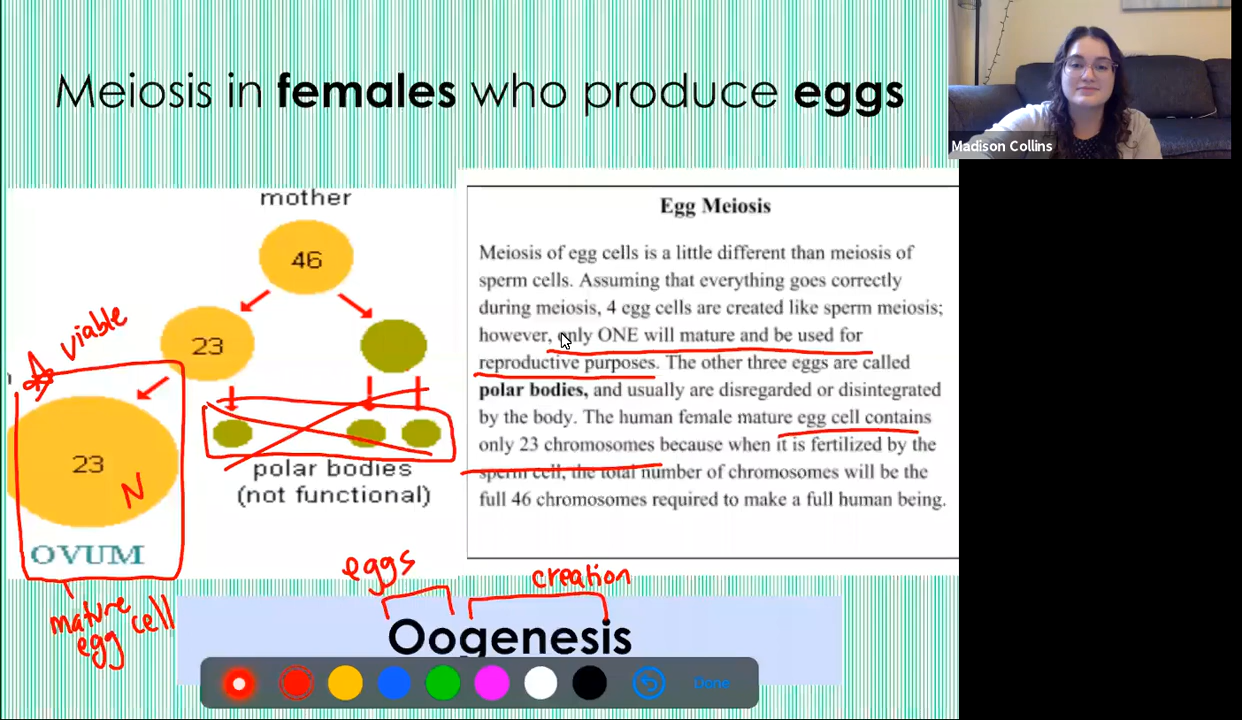 Meiosis in females who produce eggs
Madison Collins
mother
46
23
viable
23
N
OVUM
mature
egg cell
polar bodies
(not functional)
Egg Meiosis
Meiosis of egg cells is a little different than meiosis of
sperm cells. Assuming that everything goes correctly
during meiosis, 4 egg cells are created like sperm meiosis;
however, only ONE will mature and be used for
reproductive purposes. The other three eggs are called
polar bodies, and usually are disregarded or disintegrated
by the body. The human female mature egg cell contains
only 23 chromosomes because when it is fertilized by the
sperm cell, the total number of chromosomes will be the
full 46 chromosomes required to make a full human being.
eggs
creation
Oogenesis
Done